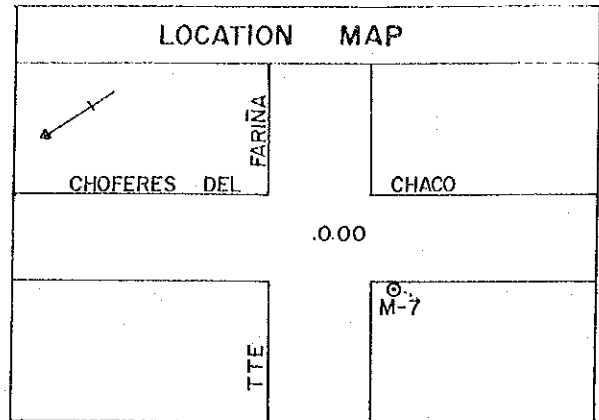 LOCATION MAP
FARIÑA
CHOFERES DEL CHACO
.0.00
M-7
TTE